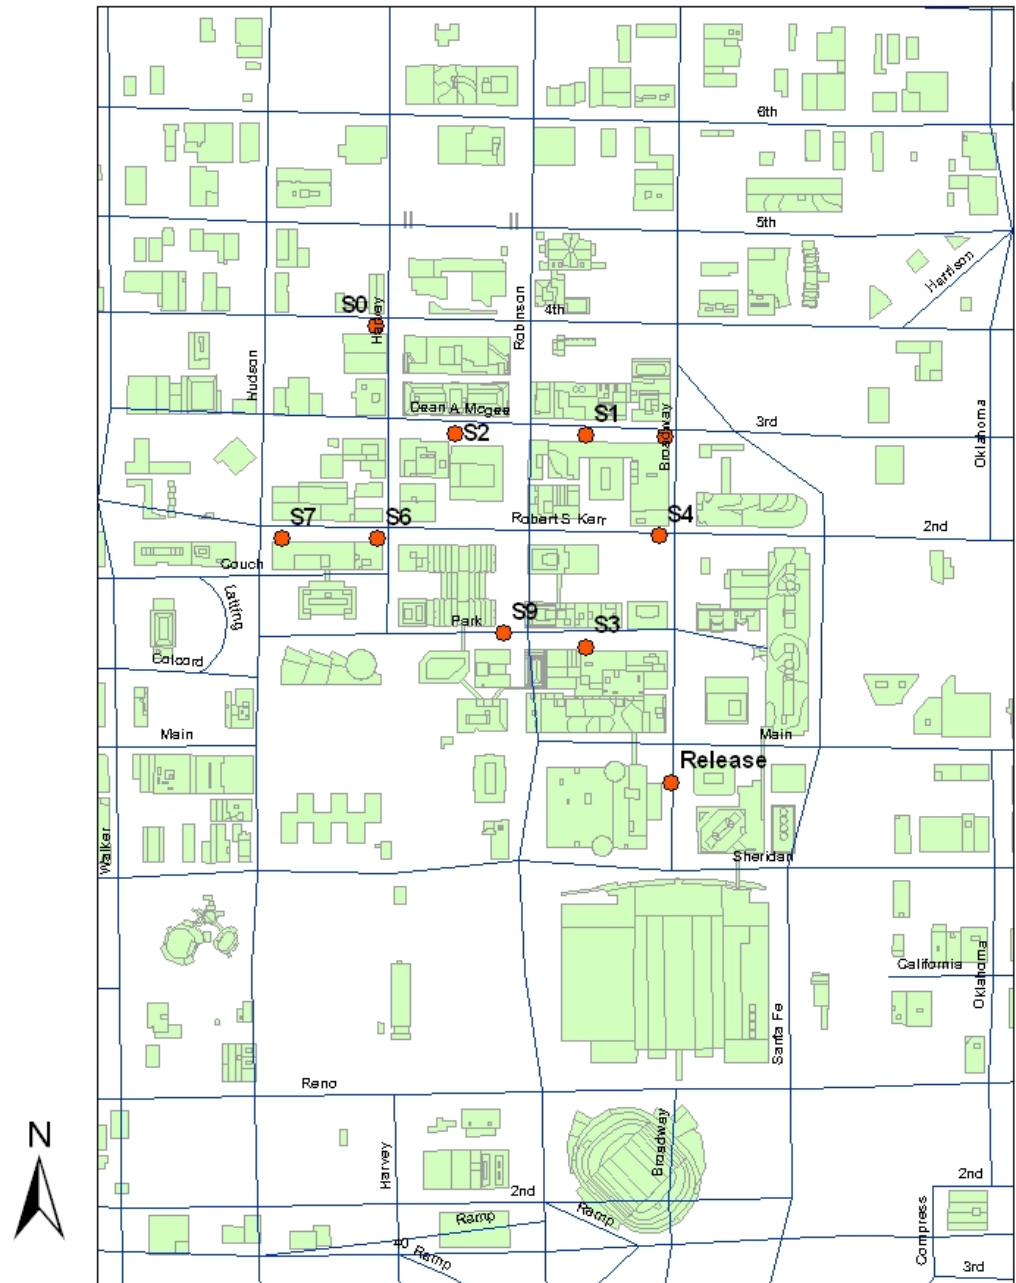 6th
5th
Harrison
S0
Harvey
Robinson
4th
Hudson
Dean A Mcgee
S1
S2
Broadway
3rd
Oklahoma
S7
S6
Robert S Kerr
S4
2nd
Couch
Latting
Park
S9
S3
Colcord
Main
Main
Release
Walker
Sheridan
California
Oklahoma
Santa Fe
Reno
N
Harvey
Broadway
2nd
2nd
Ramp
Ramp
40 Ramp
Compress
3rd